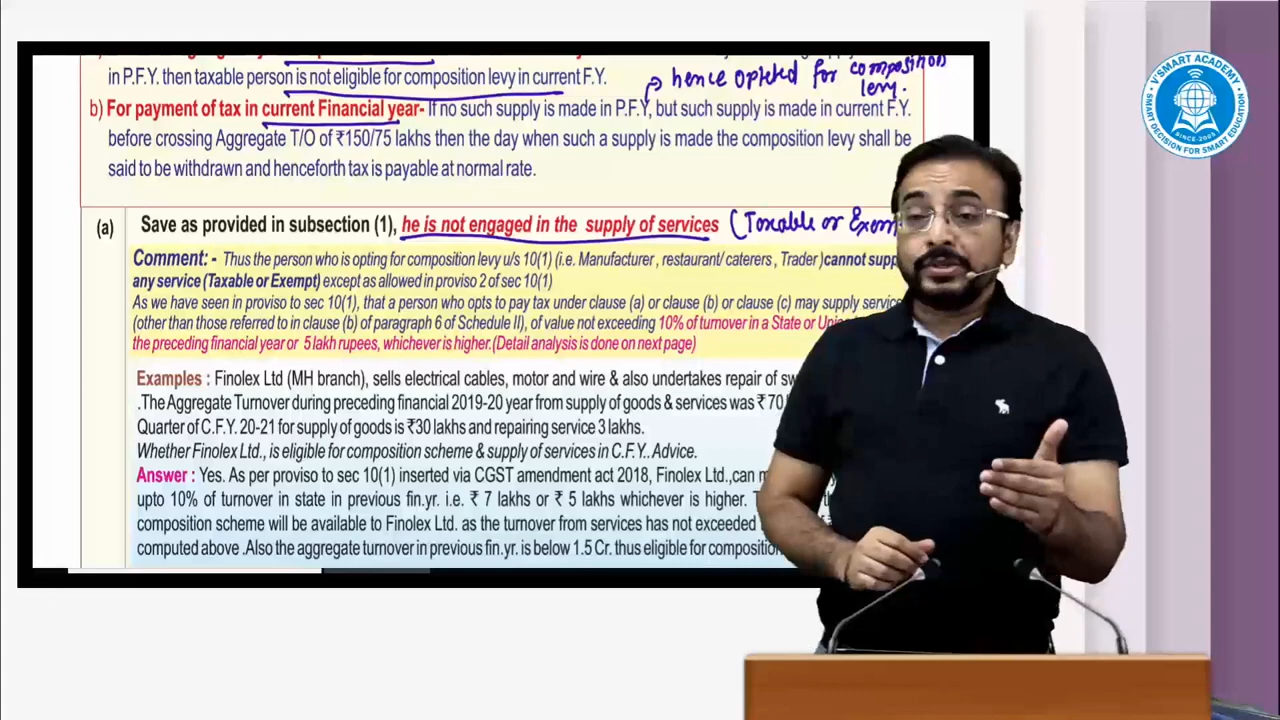 hence opted for composition
levy.
in P.F.Y. then taxable person is not eligible for composition levy in current F.Y.
b) For payment of tax in current Financial year- If no such supply is made in P.F.Y, but such supply is made in current F.Y.
before crossing Aggregate T/O of ₹150/75 lakhs then the day when such a supply is made the composition levy shall be
said to be withdrawn and henceforth tax is payable at normal rate.
(a) Save as provided in subsection (1), he is not engaged in the supply of services (Taxable or Exem
Comment: - Thus the person who is opting for composition levy u/s 10(1) (i.e. Manufacturer , restaurant/ caterers , Trader)cannot supp
any service (Taxable or Exempt) except as allowed in proviso 2 of sec 10(1)
As we have seen in proviso to sec 10(1), that a person who opts to pay tax under clause (a) or clause (b) or clause (c) may supply service
(other than those referred to in clause (b) of paragraph 6 of Schedule II), of value not exceeding 10% of turnover in a State or Union
the preceding financial year or 5 lakh rupees, whichever is higher.(Detail analysis is done on next page)
Examples : Finolex Ltd (MH branch), sells electrical cables, motor and wire & also undertakes repair of sw
.The Aggregate Turnover during preceding financial 2019-20 year from supply of goods & services was ₹ 70
Quarter of C.F.Y. 20-21 for supply of goods is ₹30 lakhs and repairing service 3 lakhs.
Whether Finolex Ltd., is eligible for composition scheme & supply of services in C.F.Y.. Advice.
Answer : Yes. As per proviso to sec 10(1) inserted via CGST amendment act 2018, Finolex Ltd.,can m
upto 10% of turnover in state in previous fin.yr. i.e. ₹ 7 lakhs or ₹ 5 lakhs whichever is higher. T
composition scheme will be available to Finolex Ltd. as the turnover from services has not exceeded
computed above .Also the aggregate turnover in previous fin.yr. is below 1.5 Cr. thus eligible for composition
V'SMART ACADEMY
SMART DECISION FOR SMART EDUCATION
SINCE-2005